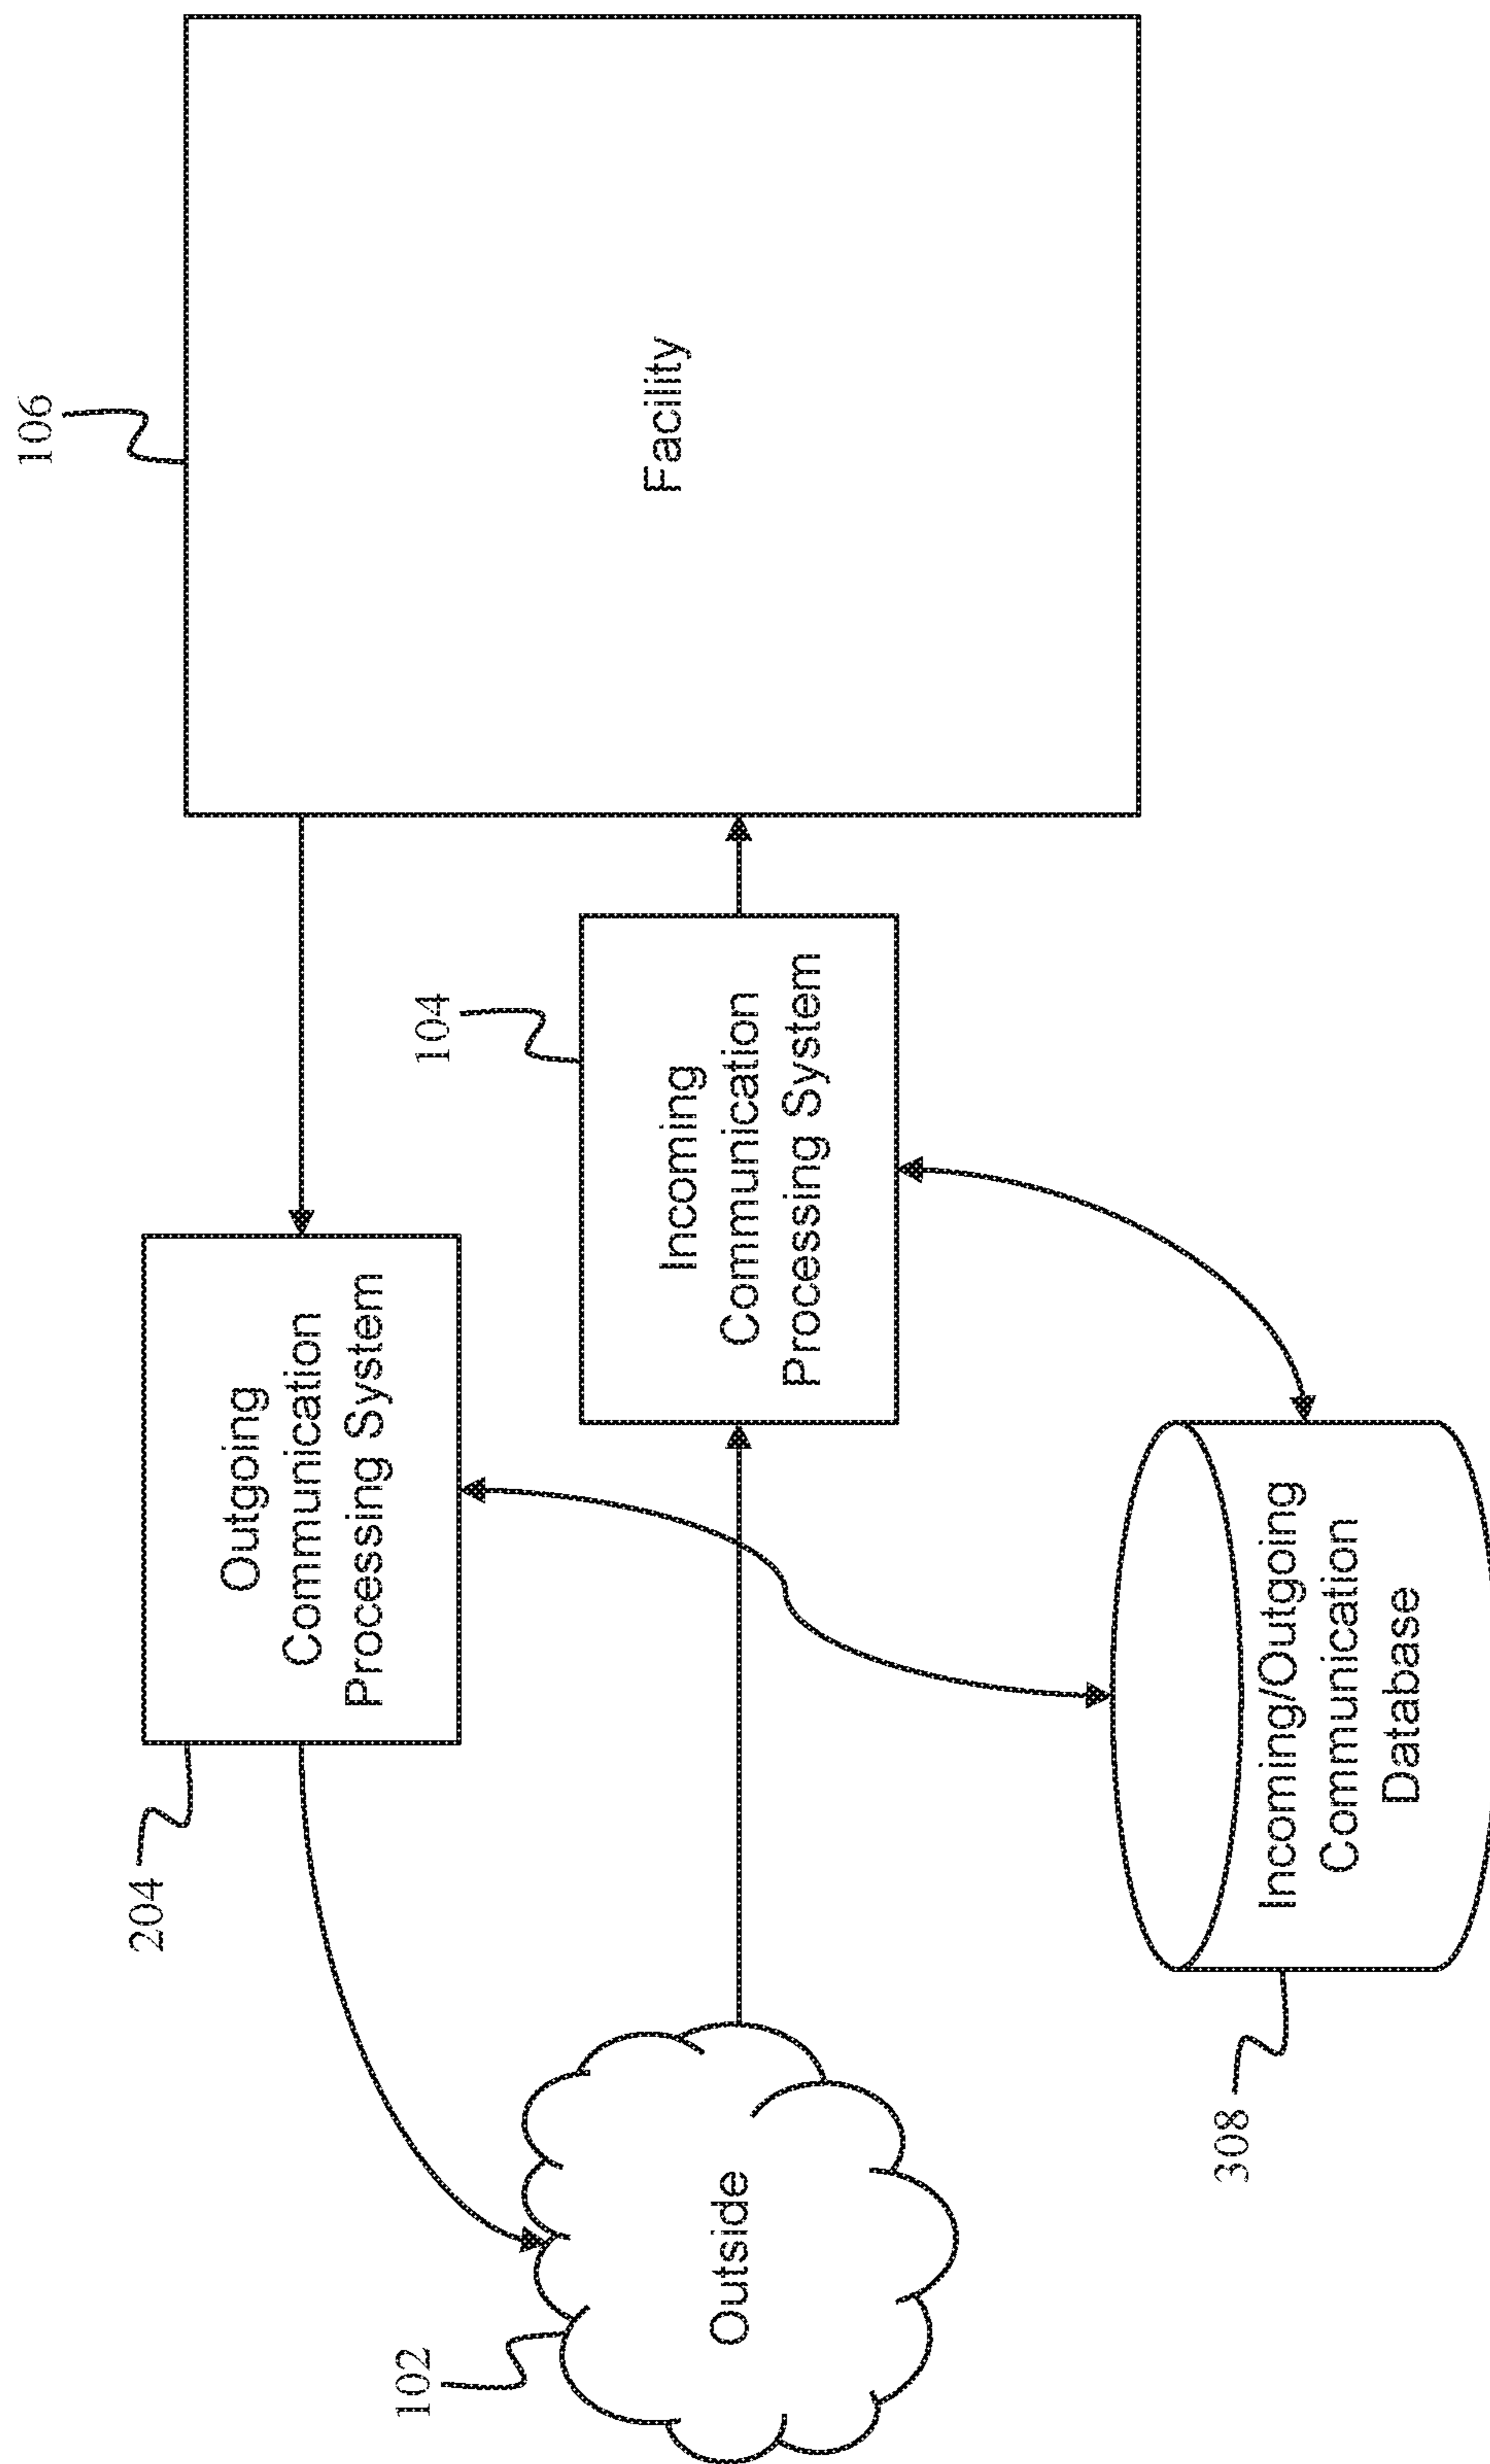 106
Facility
204
Outgoing
Communication
Processing System
104
Incoming
Communication
Processing System
102
Outside
308
Incoming/Outgoing
Communication
Database